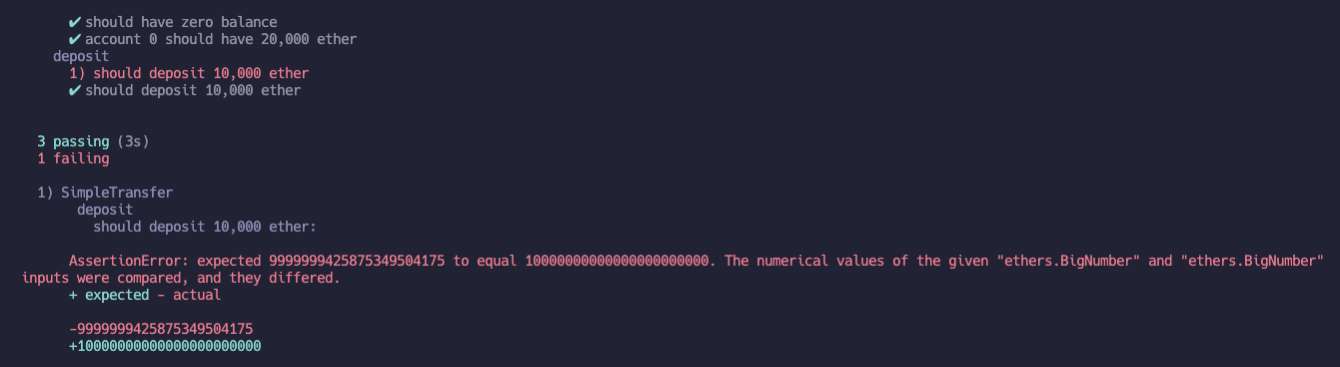 ✔ should have zero balance
✔ account 0 should have 20,000 ether
deposit
1) should deposit 10,000 ether
✔ should deposit 10,000 ether
3 passing (3s)
1 failing
1) SimpleTransfer
deposit
should deposit 10,000 ether:
AssertionError: expected 9999999425875349504175 to equal 10000000000000000000000. The numerical values of the given "ethers.BigNumber" and "ethers.BigNumber"
inputs were compared, and they differed.
+ expected - actual
-9999999425875349504175
+10000000000000000000000